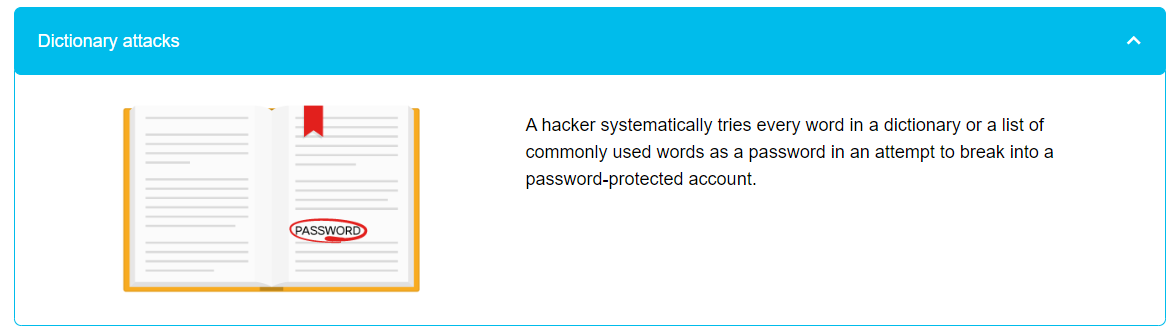 Dictionary attacks
A hacker systematically tries every word in a dictionary or a list of
commonly used words as a password in an attempt to break into a
password-protected account.
PASSWORD